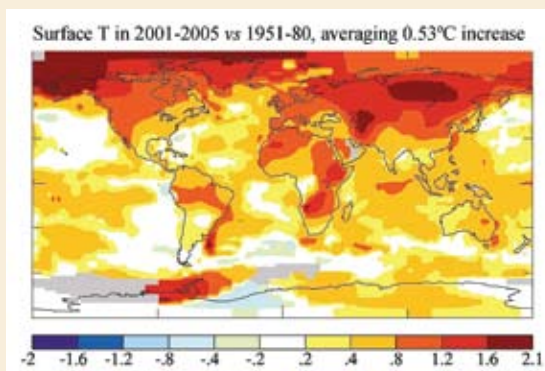 Surface T in 2001-2005 vs 1951-80, averaging 0.53ºC increase
-2 -1.6 -1.2 -.8 -.4 -.2 .2 .4 .8 1.2 1.6 2.1